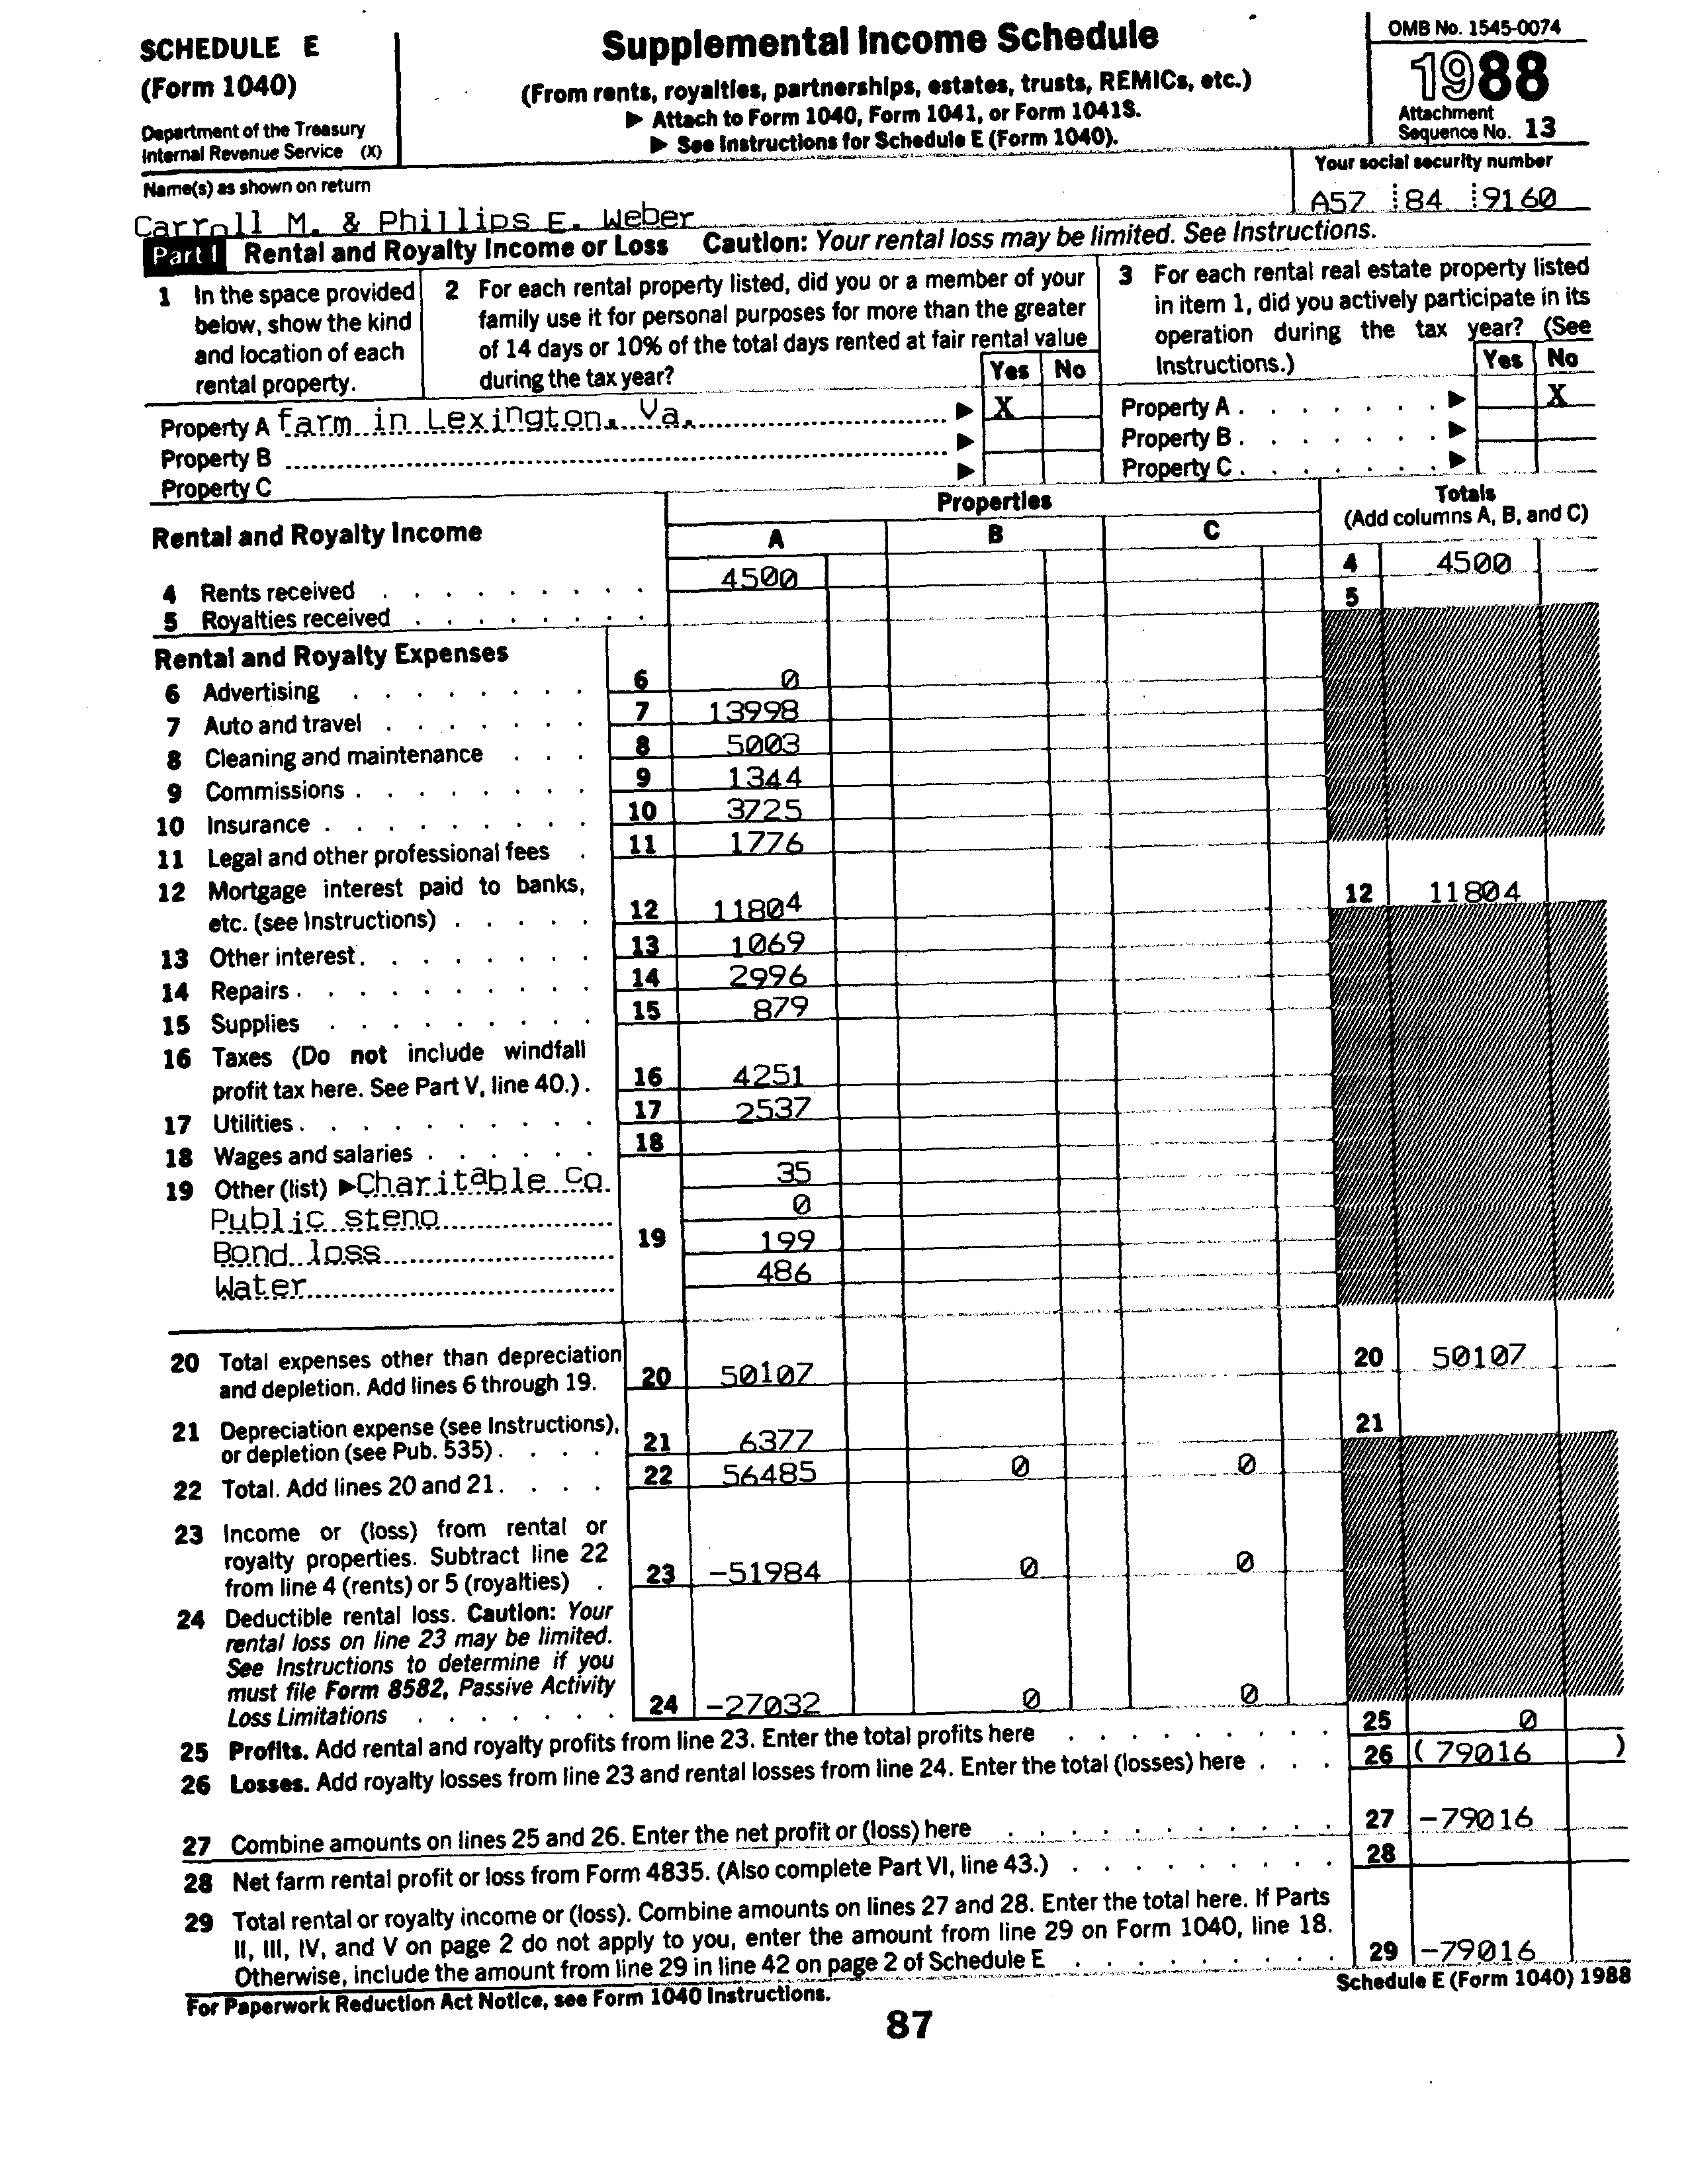 SCHEDULE E
(Form 1040)
Department of the Treasury
Internal Revenue Service (X)
Supplemental Income Schedule
(From rents, royalties, partnerships, estates, trusts, REMICs, etc.)
▶ Attach to Form 1040, Form 1041, or Form 1041S.
▶ See Instructions for Schedule E (Form 1040).
OMB No. 1545-0074
1988
Attachment
Sequence No. 13
Name(s) as shown on return
Carroll M. & Phillips E. Weber
Your social security number
A57 84 9160
Part I Rental and Royalty Income or Loss Caution: Your rental loss may be limited. See Instructions.
1 In the space provided
below, show the kind
and location of each
rental property.
2 For each rental property listed, did you or a member of your
family use it for personal purposes for more than the greater
of 14 days or 10% of the total days rented at fair rental value
during the tax year?
Yes No
3 For each rental real estate property listed
in item 1, did you actively participate in its
operation during the tax year? (See
Instructions.)
Yes No
Property A farm in Lexington, Va. ▶ X Property A . . . . . . . ▶ X
Property B ▶ Property B . . . . . . . ▶
Property C ▶ Property C . . . . . . . ▶
Rental and Royalty Income
Properties
A B C
Totals
(Add columns A, B, and C)
4 Rents received . . . . . . . . . 4500 4 4500
5 Royalties received . . . . . . . . 5
Rental and Royalty Expenses
6 Advertising . . . . . . . . 6 0
7 Auto and travel . . . . . . . 7 13998
8 Cleaning and maintenance . . . 8 5003
9 Commissions . . . . . . . . 9 1344
10 Insurance . . . . . . . . . 10 3725
11 Legal and other professional fees . 11 1776
12 Mortgage interest paid to banks,
etc. (see Instructions) . . . . . 12 11804 12 11804
13 Other interest . . . . . . . . 13 1069
14 Repairs . . . . . . . . . . 14 2996
15 Supplies . . . . . . . . . 15 879
16 Taxes (Do not include windfall
profit tax here. See Part V, line 40.) . 16 4251
17 Utilities . . . . . . . . . . 17 2537
18 Wages and salaries . . . . . . 18
19 Other (list) ▶ Charitable Co 35
Public steno 0
19
Bond loss 199
Water 486
20 Total expenses other than depreciation
and depletion. Add lines 6 through 19. 20 50107 20 50107
21 Depreciation expense (see Instructions),
or depletion (see Pub. 535) . . . . 21 6377 21
22 Total. Add lines 20 and 21 . . . . 22 56485 0 0
23 Income or (loss) from rental or
royalty properties. Subtract line 22
from line 4 (rents) or 5 (royalties) . 23 -51984 0 0
24 Deductible rental loss. Caution: Your
rental loss on line 23 may be limited.
See Instructions to determine if you
must file Form 8582, Passive Activity
Loss Limitations . . . . . . . 24 -27032 0 0
25 Profits. Add rental and royalty profits from line 23. Enter the total profits here . . . . . . . . . 25 0
26 Losses. Add royalty losses from line 23 and rental losses from line 24. Enter the total (losses) here . . . 26 ( 79016 )
27 Combine amounts on lines 25 and 26. Enter the net profit or (loss) here . . . . . . . . . . . 27 -79016
28 Net farm rental profit or loss from Form 4835. (Also complete Part VI, line 43.) . . . . . . . . . 28
29 Total rental or royalty income or (loss). Combine amounts on lines 27 and 28. Enter the total here. If Parts
II, III, IV, and V on page 2 do not apply to you, enter the amount from line 29 on Form 1040, line 18.
Otherwise, include the amount from line 29 in line 42 on page 2 of Schedule E . . . . . . . . . 29 -79016
For Paperwork Reduction Act Notice, see Form 1040 Instructions.
Schedule E (Form 1040) 1988
87